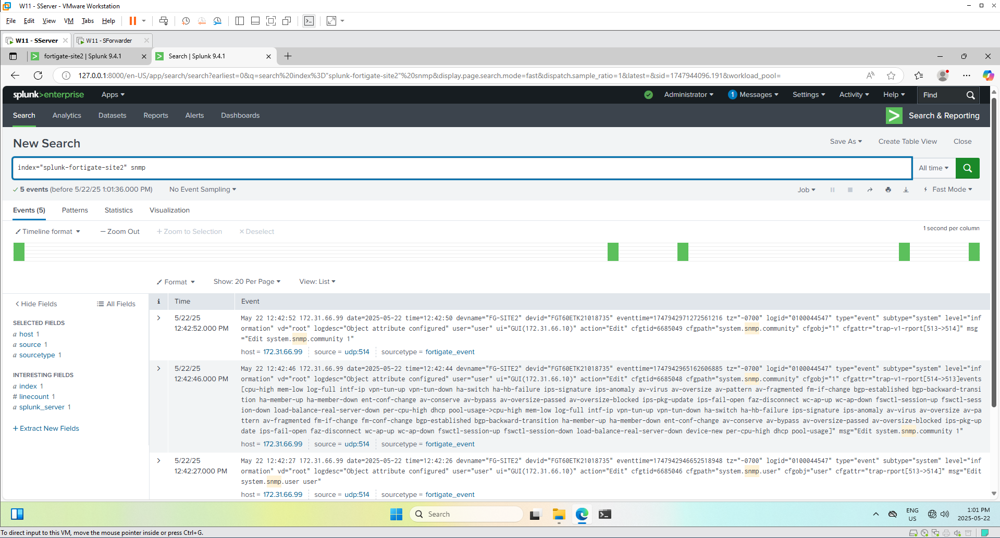 W11 - SServer - VMware Workstation
File Edit View VM Tabs Help
W11 - SServer W11 - SForwarder
fortigate-site2 | Splunk 9.4.1 Search | Splunk 9.4.1
127.0.0.1:8000/en-US/app/search/search?earliest=0&q=search%20index%3D"splunk-fortigate-site2"%20snmp&display.page.search.mode=fast&dispatch.sample_ratio=1&latest=&sid=1747944096.191&workload_pool=
splunk>enterprise Apps Administrator 1 Messages Settings Activity Help Find
Search Analytics Datasets Reports Alerts Dashboards Search & Reporting
New Search Save As Create Table View Close
index="splunk-fortigate-site2" snmp All time
5 events (before 5/22/25 1:01:36.000 PM) No Event Sampling Job Fast Mode
Events (5) Patterns Statistics Visualization
Timeline format — Zoom Out + Zoom to Selection × Deselect 1 second per column
Format Show: 20 Per Page View: List
< Hide Fields All Fields
SELECTED FIELDS
a host 1
a source 1
a sourcetype 1
INTERESTING FIELDS
a index 1
# linecount 1
a splunk_server 1
+ Extract New Fields
i Time Event
> 5/22/25
12:42:52.000 PM
May 22 12:42:52 172.31.66.99 date=2025-05-22 time=12:42:50 devname="FG-SITE2" devid="FGT60ETK21018735" eventtime=1747942971272561216 tz="-0700" logid="0100044547" type="event" subtype="system" level="inf
ormation" vd="root" logdesc="Object attribute configured" user="user" ui="GUI(172.31.66.10)" action="Edit" cfgtid=6685049 cfgpath="system.snmp.community" cfgobj="1" cfgattr="trap-v1-rport[513->514]" msg
="Edit system.snmp.community 1"
host = 172.31.66.99 source = udp:514 sourcetype = fortigate_event
> 5/22/25
12:42:46.000 PM
May 22 12:42:46 172.31.66.99 date=2025-05-22 time=12:42:44 devname="FG-SITE2" devid="FGT60ETK21018735" eventtime=1747942965162606885 tz="-0700" logid="0100044547" type="event" subtype="system" level="inf
ormation" vd="root" logdesc="Object attribute configured" user="user" ui="GUI(172.31.66.10)" action="Edit" cfgtid=6685048 cfgpath="system.snmp.community" cfgobj="1" cfgattr="trap-v1-rport[514->513]events
[cpu-high mem-low log-full intf-ip vpn-tun-up vpn-tun-down ha-switch ha-hb-failure ips-signature ips-anomaly av-virus av-oversize av-pattern av-fragmented fm-if-change bgp-established bgp-backward-transi
tion ha-member-up ha-member-down ent-conf-change av-conserve av-bypass av-oversize-passed av-oversize-blocked ips-pkg-update ips-fail-open faz-disconnect wc-ap-up wc-ap-down fswctl-session-up fswctl-sess
ion-down load-balance-real-server-down per-cpu-high dhcp pool-usage->cpu-high mem-low log-full intf-ip vpn-tun-up vpn-tun-down ha-switch ha-hb-failure ips-signature ips-anomaly av-virus av-oversize av-pa
ttern av-fragmented fm-if-change fm-conf-change bgp-established bgp-backward-transition ha-member-up ha-member-down ent-conf-change av-conserve av-bypass av-oversize-passed av-oversize-blocked ips-pkg-up
date ips-fail-open faz-disconnect wc-ap-up wc-ap-down fswctl-session-up fswctl-session-down load-balance-real-server-down device-new per-cpu-high dhcp pool-usage]" msg="Edit system.snmp.community 1"
host = 172.31.66.99 source = udp:514 sourcetype = fortigate_event
> 5/22/25
12:42:27.000 PM
May 22 12:42:27 172.31.66.99 date=2025-05-22 time=12:42:26 devname="FG-SITE2" devid="FGT60ETK21018735" eventtime=1747942946652518948 tz="-0700" logid="0100044547" type="event" subtype="system" level="inf
ormation" vd="root" logdesc="Object attribute configured" user="user" ui="GUI(172.31.66.10)" action="Edit" cfgtid=6685046 cfgpath="system.snmp.user" cfgobj="user" cfgattr="trap-rport[513->514]" msg="Edit
system.snmp.user user"
host = 172.31.66.99 source = udp:514 sourcetype = fortigate_event
Search ENG
US
1:01 PM
2025-05-22
To direct input to this VM, move the mouse pointer inside or press Ctrl+G.